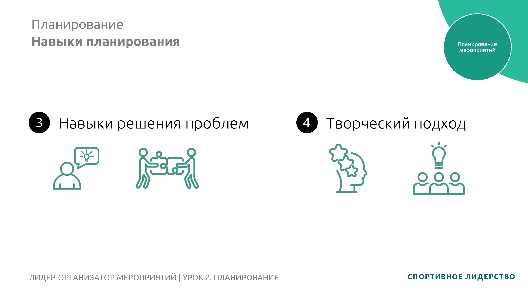 Планирование
Навыки планирования
Планирование
мероприятий
3 Навыки решения проблем
4 Творческий подход
ЛИДЕР-ОРГАНИЗАТОР МЕРОПРИЯТИЙ | УРОК 2. ПЛАНИРОВАНИЕ
СПОРТИВНОЕ ЛИДЕРСТВО